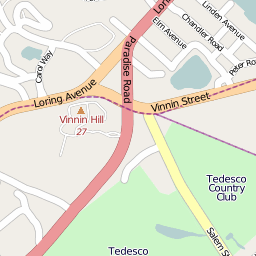 Linden Avenue
Elm Avenue
Chandler Road
Lor
Peter Ro
Carol Way
Paradise Road
Loring Avenue
Vinnin Street
Vinnin Hill
27
Tedesco
Country
Club
Salem S
Tedesco